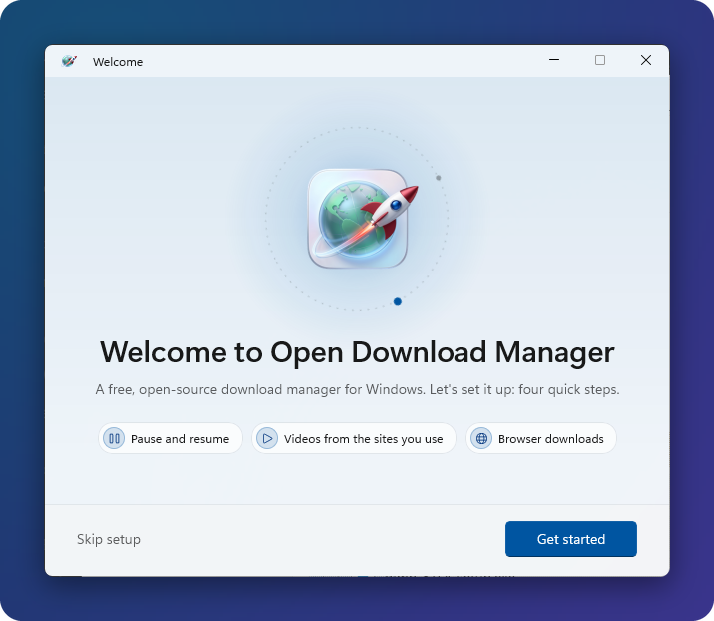 Welcome
Welcome to Open Download Manager
A free, open-source download manager for Windows. Let's set it up: four quick steps.
Pause and resume
Videos from the sites you use
Browser downloads
Skip setup
Get started